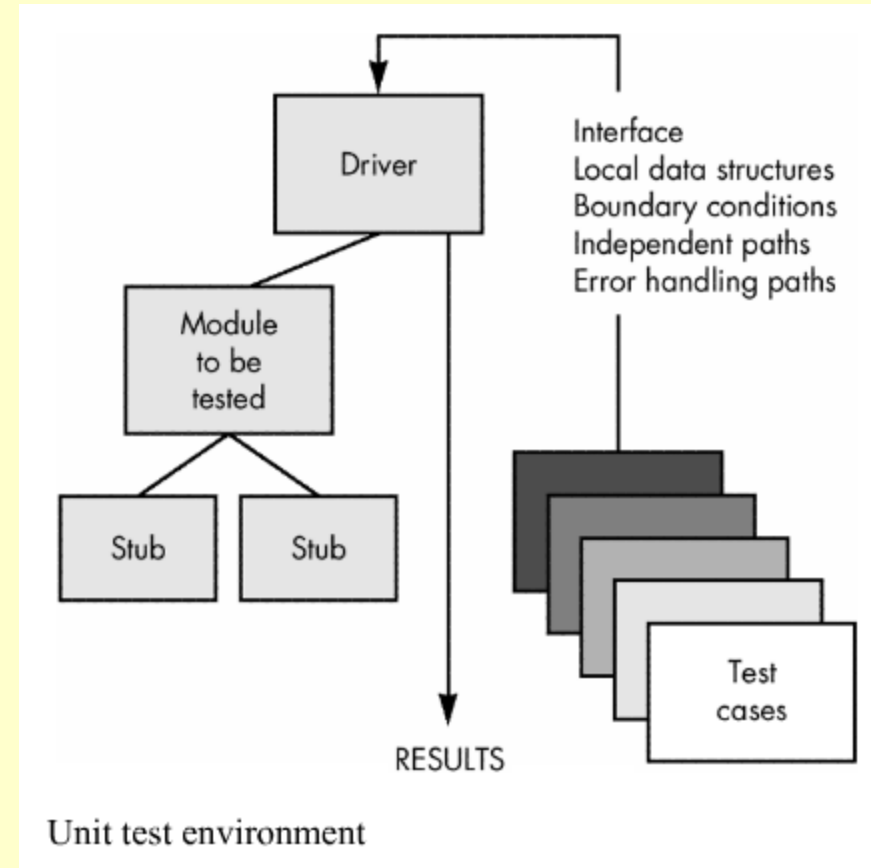 Driver
Interface
Local data structures
Boundary conditions
Independent paths
Error handling paths
Module
to be
tested
Stub
Stub
Test
cases
RESULTS
Unit test environment